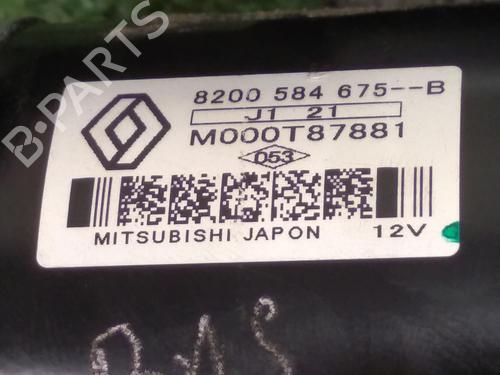 8200 584 675--B
J1 21
M000T87881
D53
MITSUBISHI JAPON 12V
B-PARTS